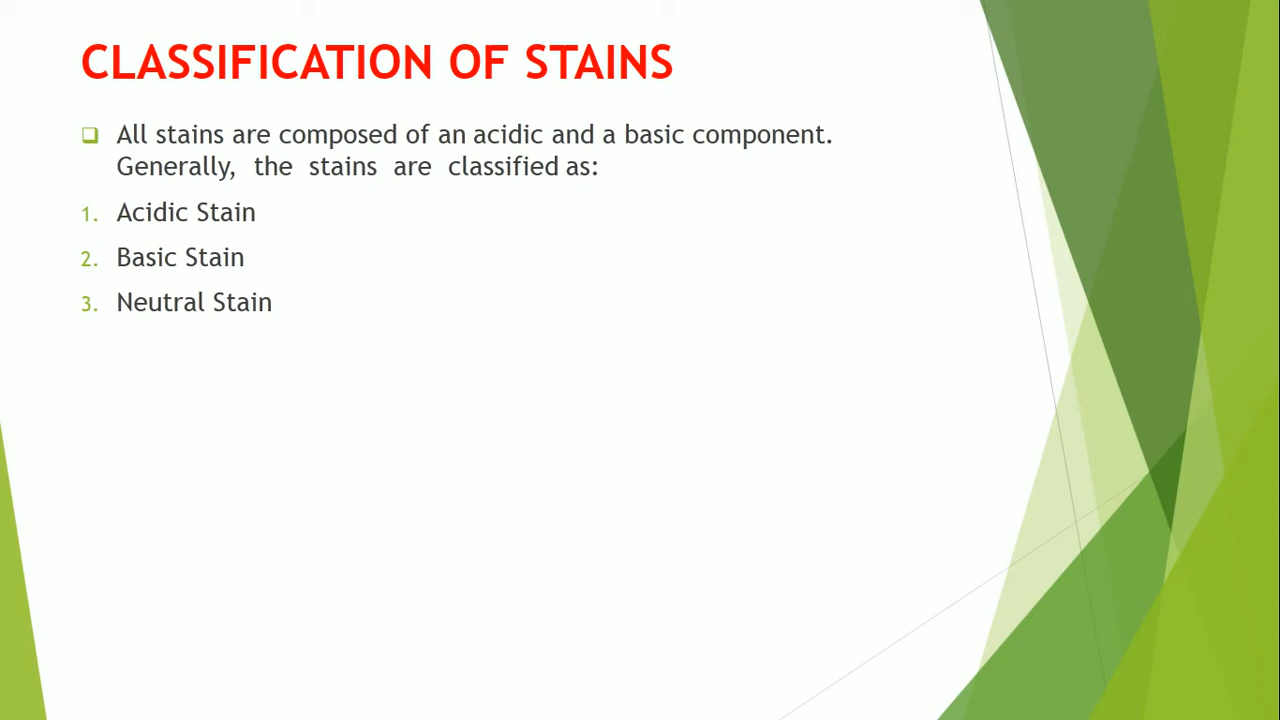 CLASSIFICATION OF STAINS
All stains are composed of an acidic and a basic component.
Generally, the stains are classified as:
1. Acidic Stain
2. Basic Stain
3. Neutral Stain